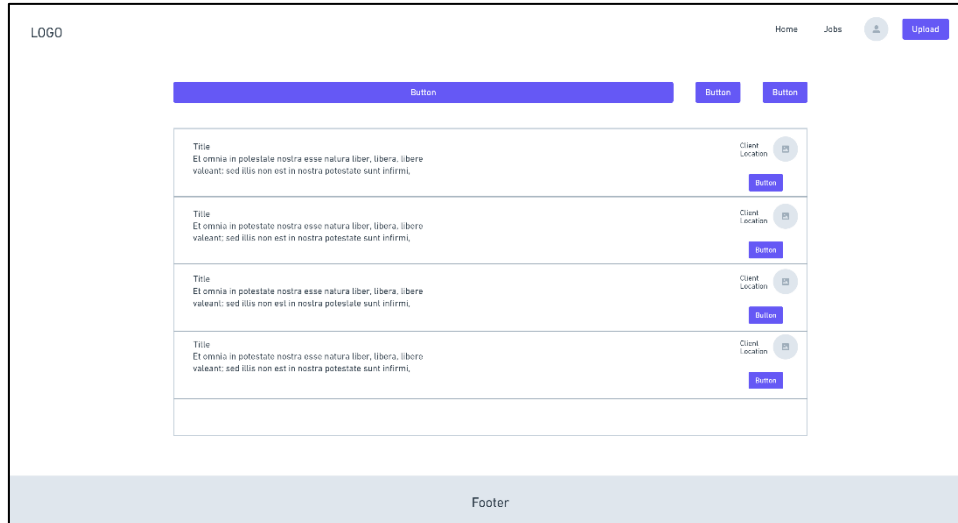 LOGO
Home Jobs Upload
Button Button Button
Title
Et omnia in potestate nostra esse natura liber, libera, libere
valeant; sed illis non est in nostra potestate sunt infirmi,
Client
Location
Button
Title
Et omnia in potestate nostra esse natura liber, libera, libere
valeant; sed illis non est in nostra potestate sunt infirmi,
Client
Location
Button
Title
Et omnia in potestate nostra esse natura liber, libera, libere
valeant; sed illis non est in nostra potestate sunt infirmi,
Client
Location
Button
Title
Et omnia in potestate nostra esse natura liber, libera, libere
valeant; sed illis non est in nostra potestate sunt infirmi,
Client
Location
Button
Footer